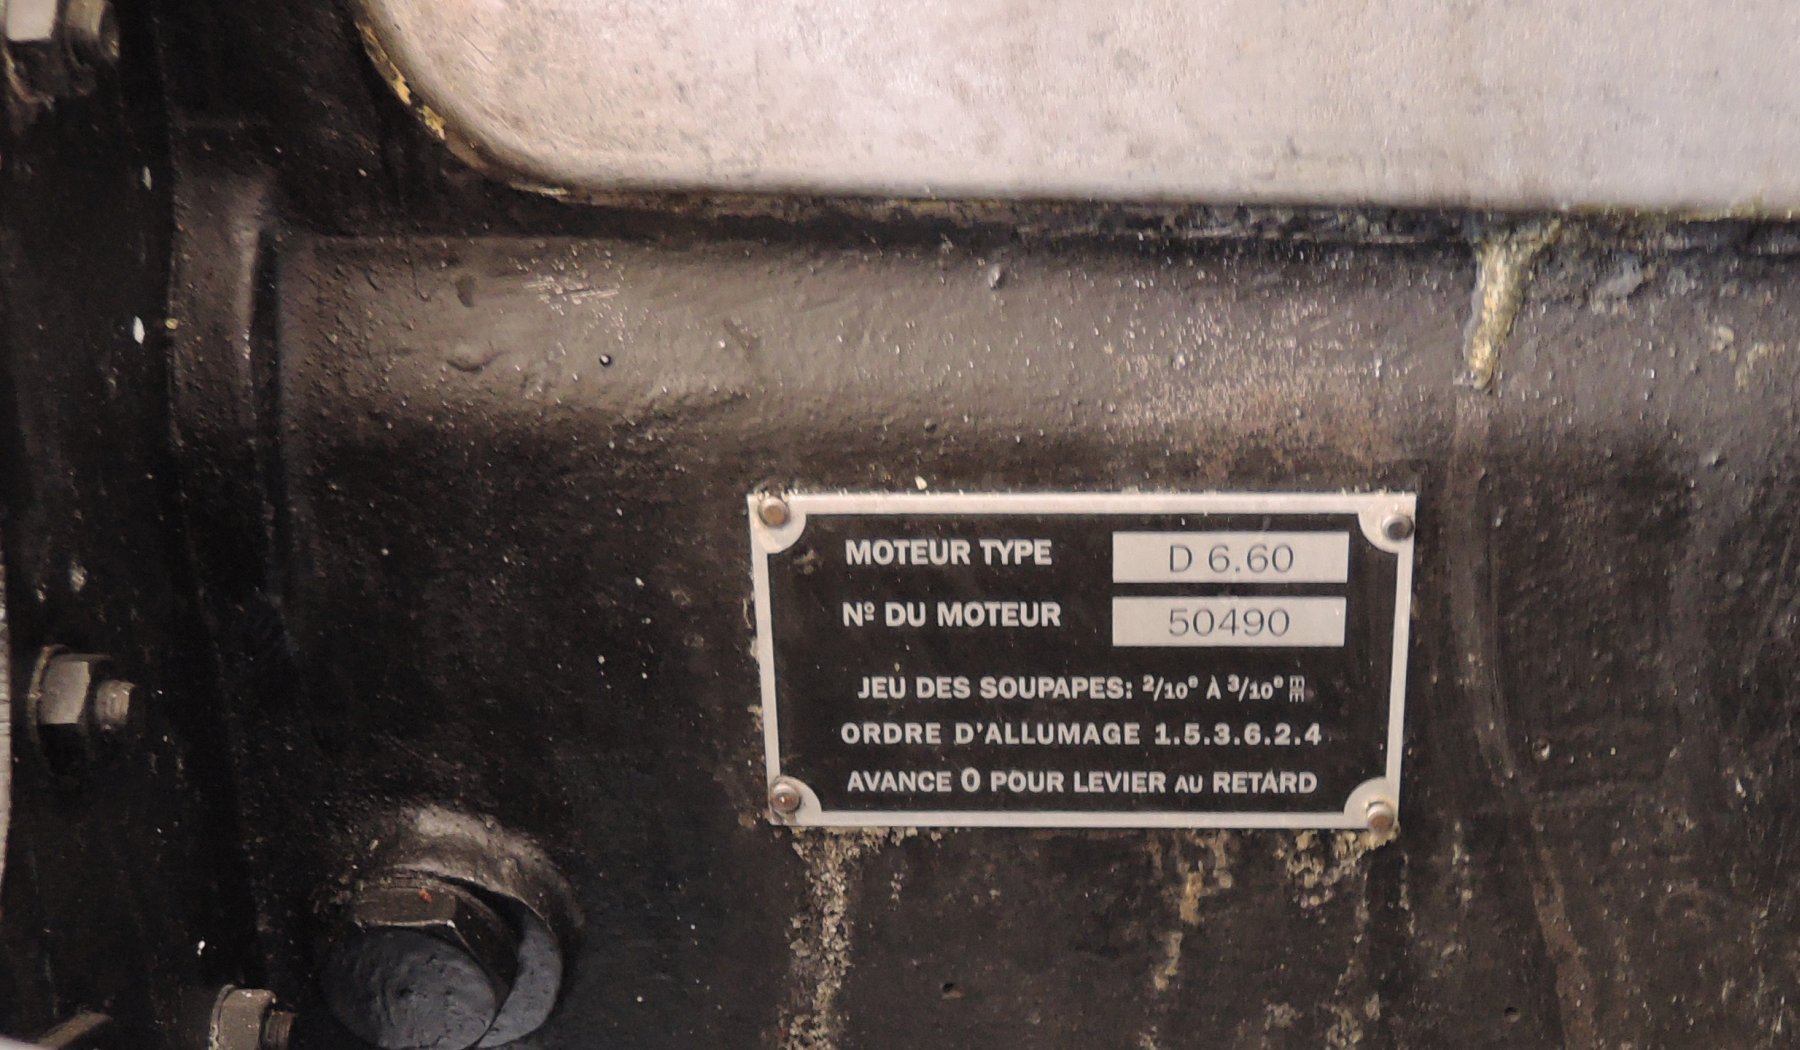 MOTEUR TYPE D 6.60
Nº DU MOTEUR 50490
JEU DES SOUPAPES: 2/10e À 3/10e
ORDRE D'ALLUMAGE 1.5.3.6.2.4
AVANCE 0 POUR LEVIER AU RETARD